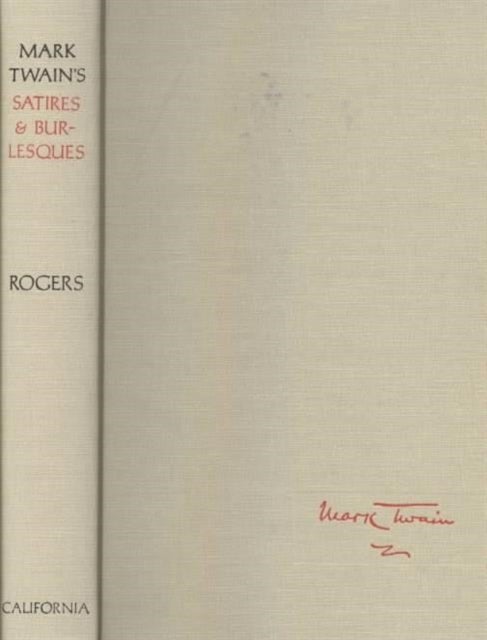 MARK
TWAIN'S
SATIRES
& BUR-
LESQUES
ROGERS
CALIFORNIA
Mark Twain